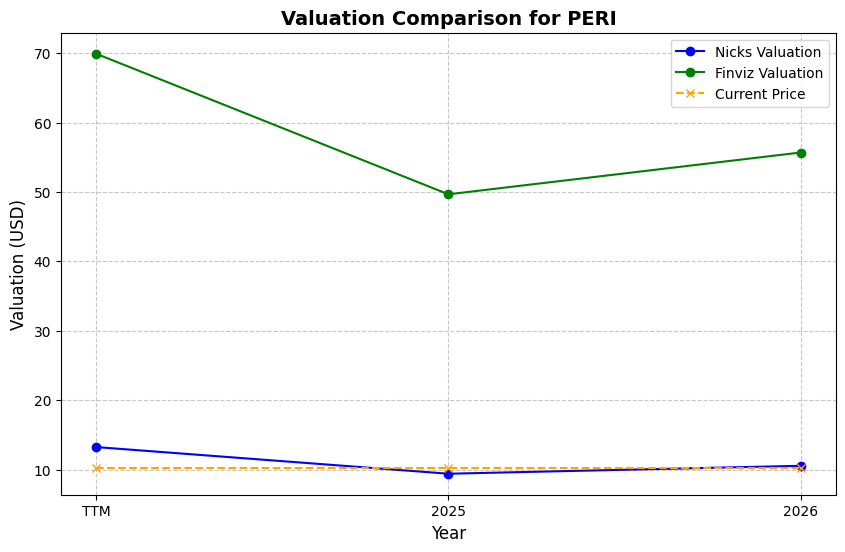 Valuation Comparison for PERI
Nicks Valuation
Finviz Valuation
Current Price
Valuation (USD)
70
60
50
40
30
20
10
TTM
2025
2026
Year